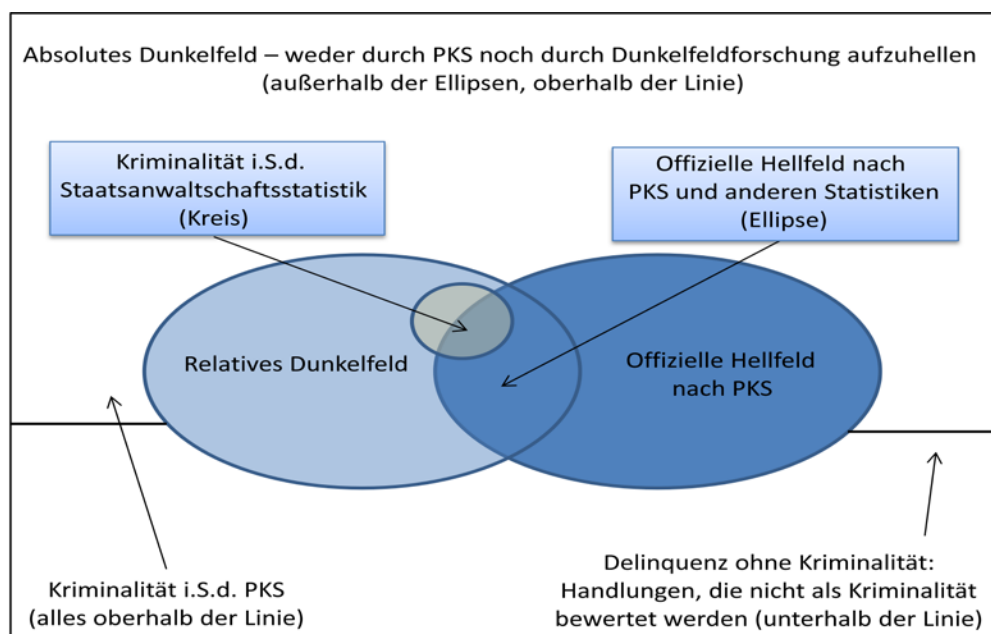 Absolutes Dunkelfeld – weder durch PKS noch durch Dunkelfeldforschung aufzuhellen
(außerhalb der Ellipsen, oberhalb der Linie)
Kriminalität i.S.d.
Staatsanwaltschaftsstatistik
(Kreis)
Offizielle Hellfeld nach
PKS und anderen Statistiken
(Ellipse)
Relatives Dunkelfeld
Offizielle Hellfeld
nach PKS
Kriminalität i.S.d. PKS
(alles oberhalb der Linie)
Delinquenz ohne Kriminalität:
Handlungen, die nicht als Kriminalität
bewertet werden (unterhalb der Linie)